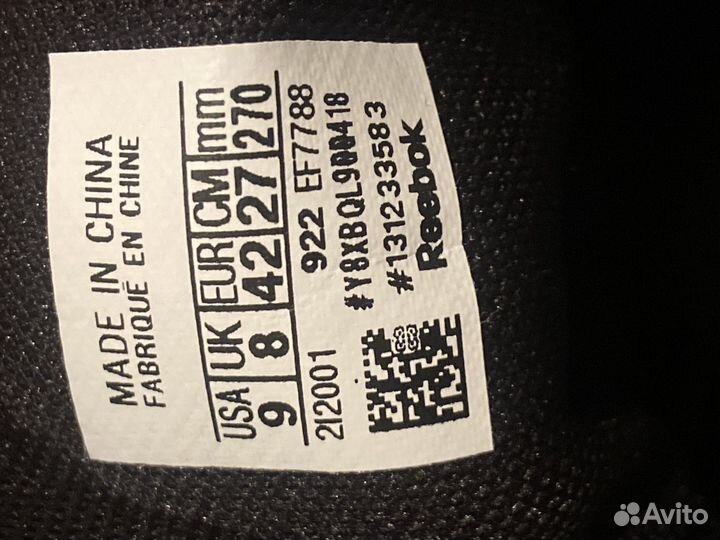 MADE IN CHINA
FABRIQUÉ EN CHINE
USA UK EUR CM mm
9 8 42 27 270
212001 922 EF7788
#Y8XBQL900418
#131233583
Reebok
Avito